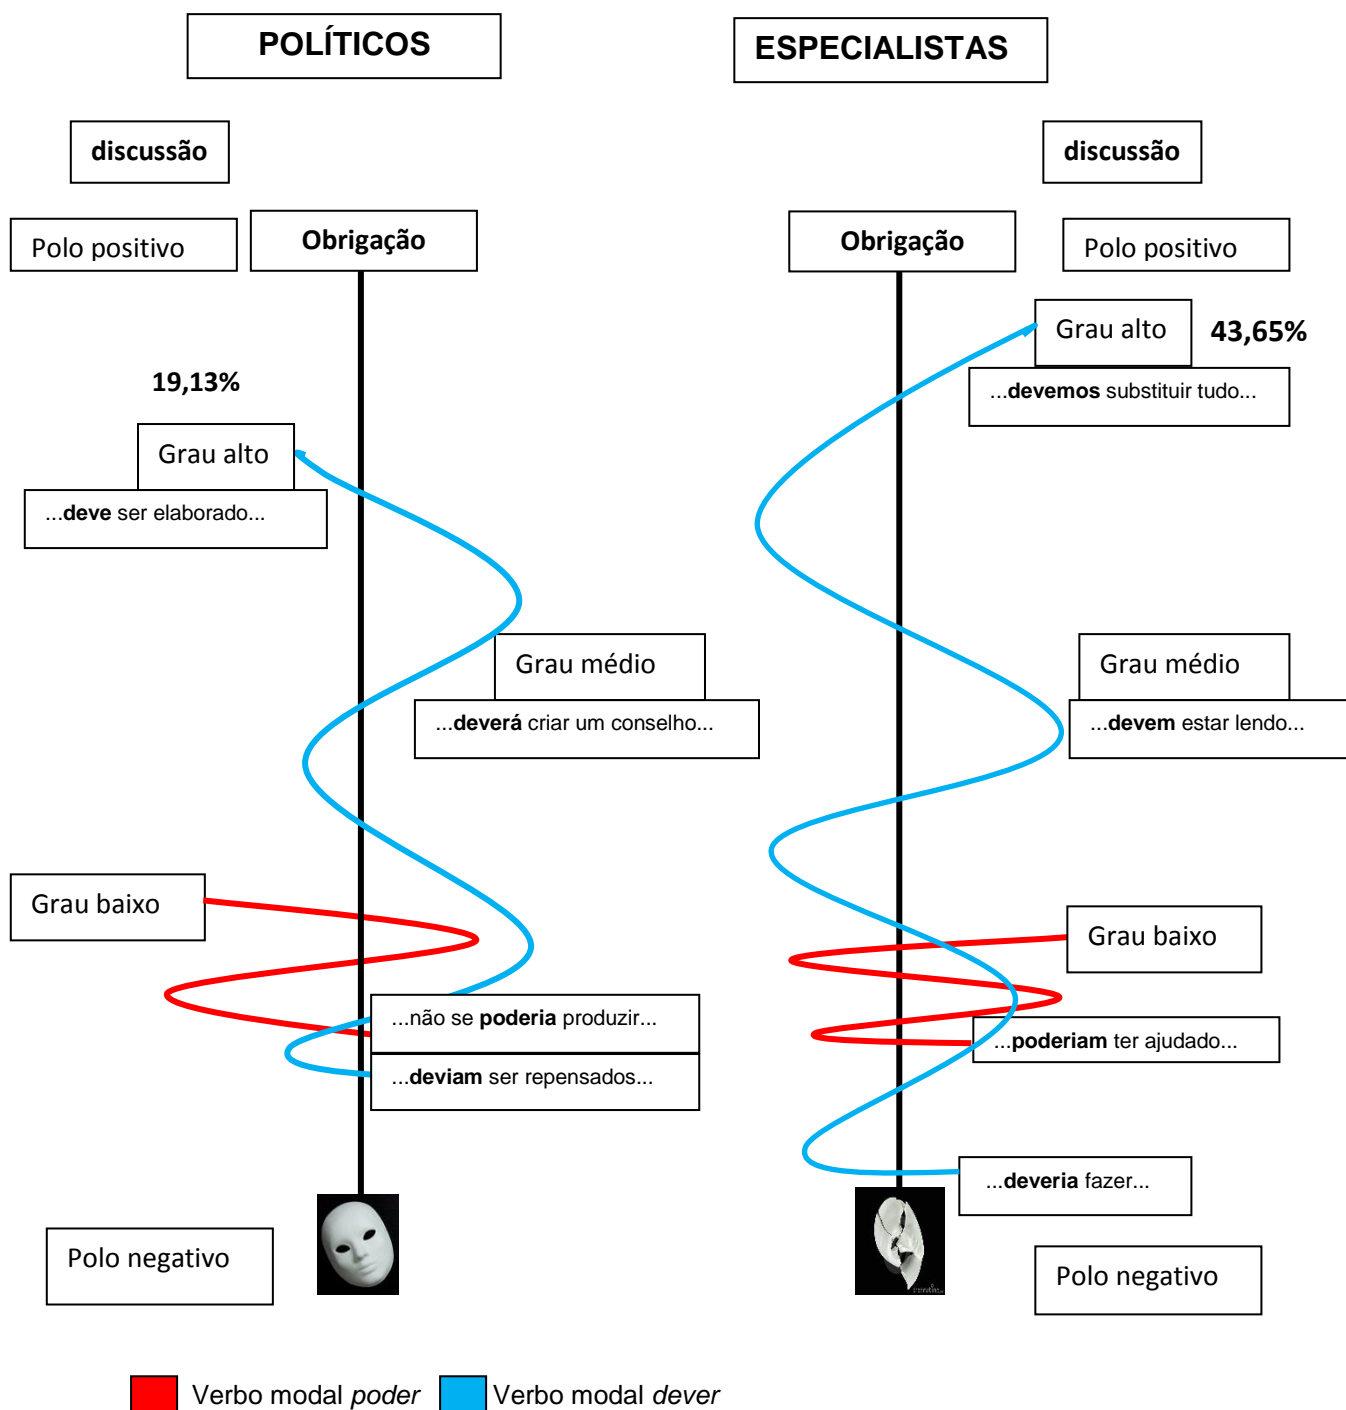 POLÍTICOS
ESPECIALISTAS
discussão
discussão
Polo positivo
Obrigação
Obrigação
Polo positivo
Grau alto
43,65%
...devemos substituir tudo...
19,13%
Grau alto
...deve ser elaborado...
Grau médio
...deverá criar um conselho...
Grau médio
...devem estar lendo...
Grau baixo
Grau baixo
...não se poderia produzir...
...poderiam ter ajudado...
...deviam ser repensados...
...deveria fazer...
Polo negativo
Polo negativo
Verbo modal poder
Verbo modal dever